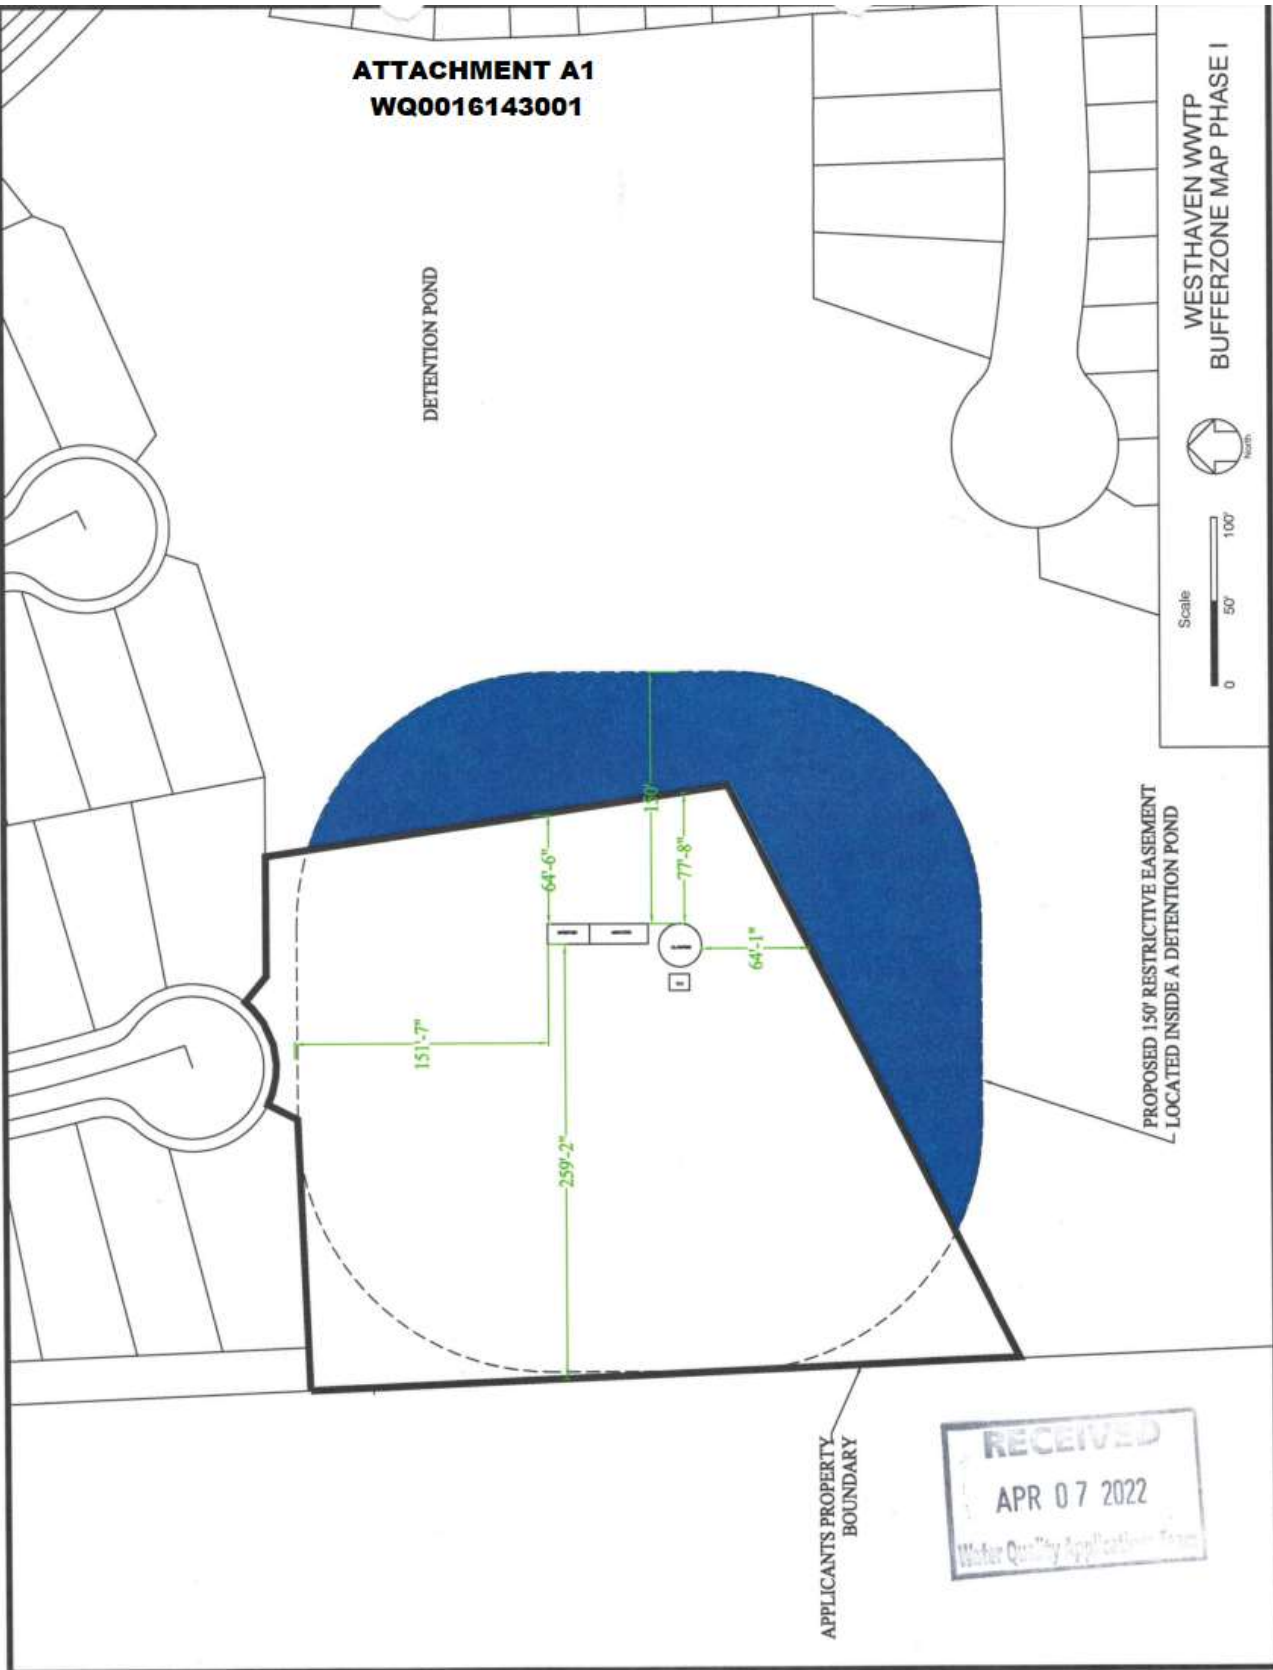 ATTACHMENT A1
WQ0016143001
DETENTION POND
WESTHAVEN WWTP
BUFFERZONE MAP PHASE I
North
Scale
0
50'
100'
64'-6"
150'
77'-8"
64'-1"
151'-7"
259'-2"
PROPOSED 150' RESTRICTIVE EASEMENT
LOCATED INSIDE A DETENTION POND
APPLICANTS PROPERTY
BOUNDARY
RECEIVED
APR 07 2022
Water Quality Applications Team